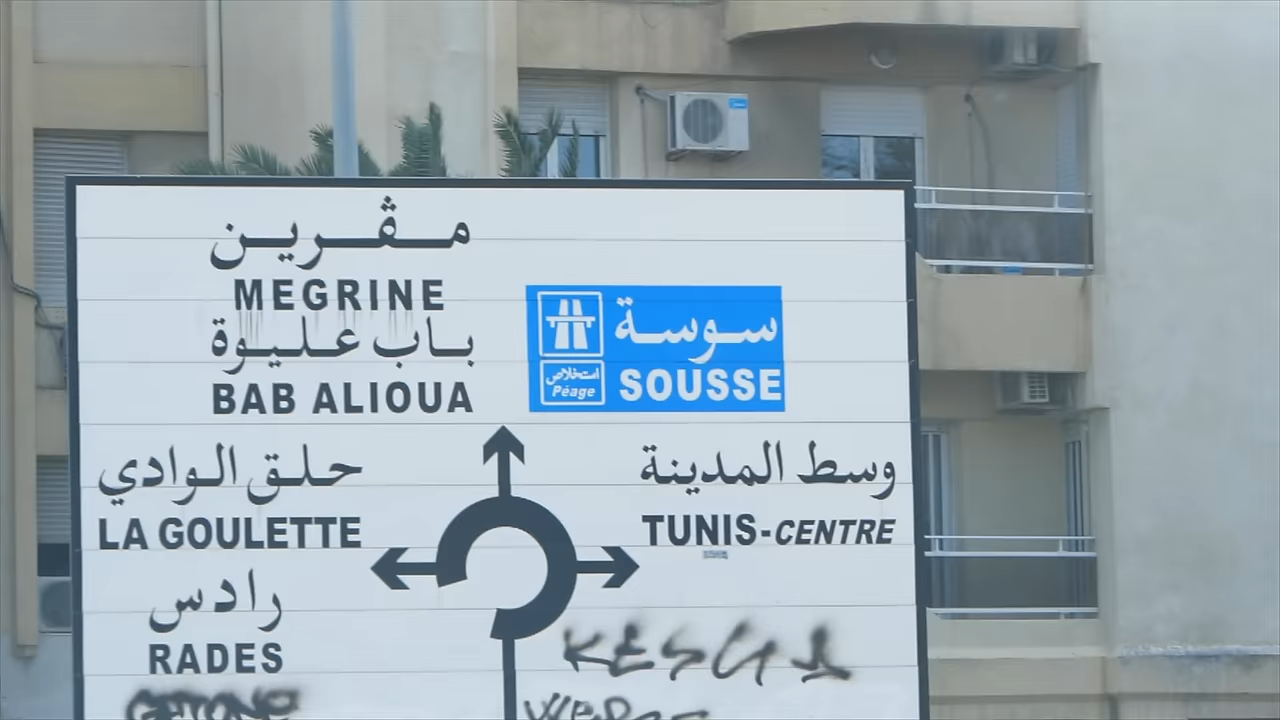 مڨرين
MEGRINE
باب عليوة
BAB ALIOUA
سوسة
SOUSSE
استخلاص
Péage
حلق الوادي
LA GOULETTE
وسط المدينة
TUNIS-CENTRE
رادس
RADES